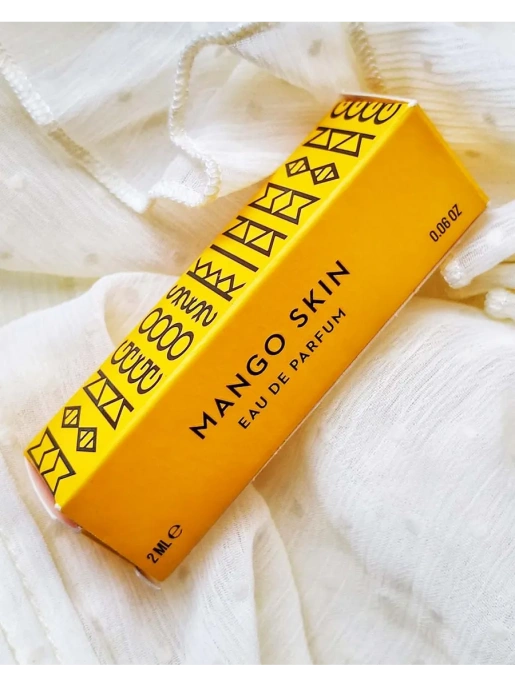 MANGO SKIN
EAU DE PARFUM
2 ML ℮
0.06 OZ